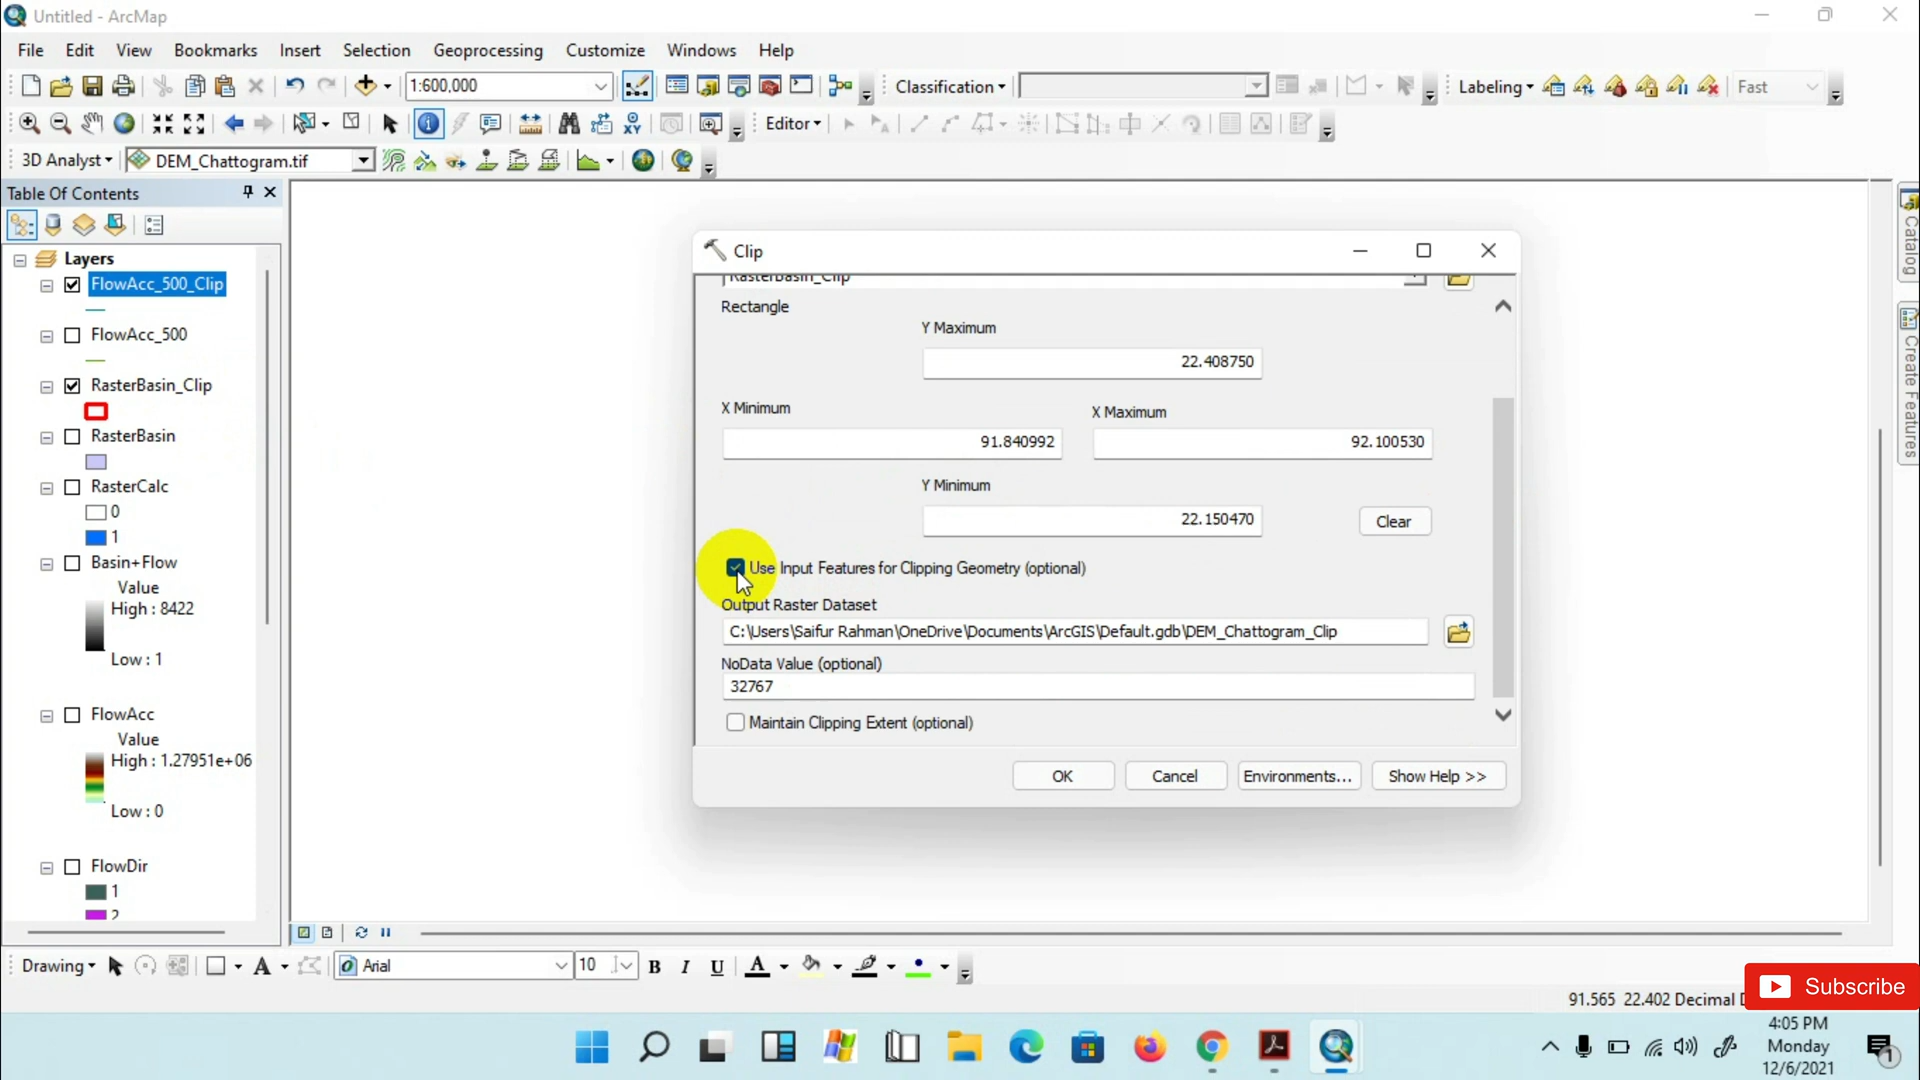 Untitled - ArcMap
File Edit View Bookmarks Insert Selection Geoprocessing Customize Windows Help
1:600,000 Classification Labeling Fast
Editor
3D Analyst DEM_Chattogram.tif
Table Of Contents
Layers
FlowAcc_500_Clip
FlowAcc_500
RasterBasin_Clip
RasterBasin
RasterCalc
0
1
Basin+Flow
Value
High : 8422
Low : 1
FlowAcc
Value
High : 1.27951e+06
Low : 0
FlowDir
1
2
Clip
RasterBasin_Clip
Rectangle
Y Maximum
22.408750
X Minimum
X Maximum
91.840992
92.100530
Y Minimum
22.150470
Clear
Use Input Features for Clipping Geometry (optional)
Output Raster Dataset
C:\Users\Saifur Rahman\OneDrive\Documents\ArcGIS\Default.gdb\DEM_Chattogram_Clip
NoData Value (optional)
32767
Maintain Clipping Extent (optional)
OK Cancel Environments... Show Help >>
Catalog
Create Features
Drawing A Arial 10 B I U A
Subscribe
91.565 22.402 Decimal D
4:05 PM
Monday
12/6/2021
1